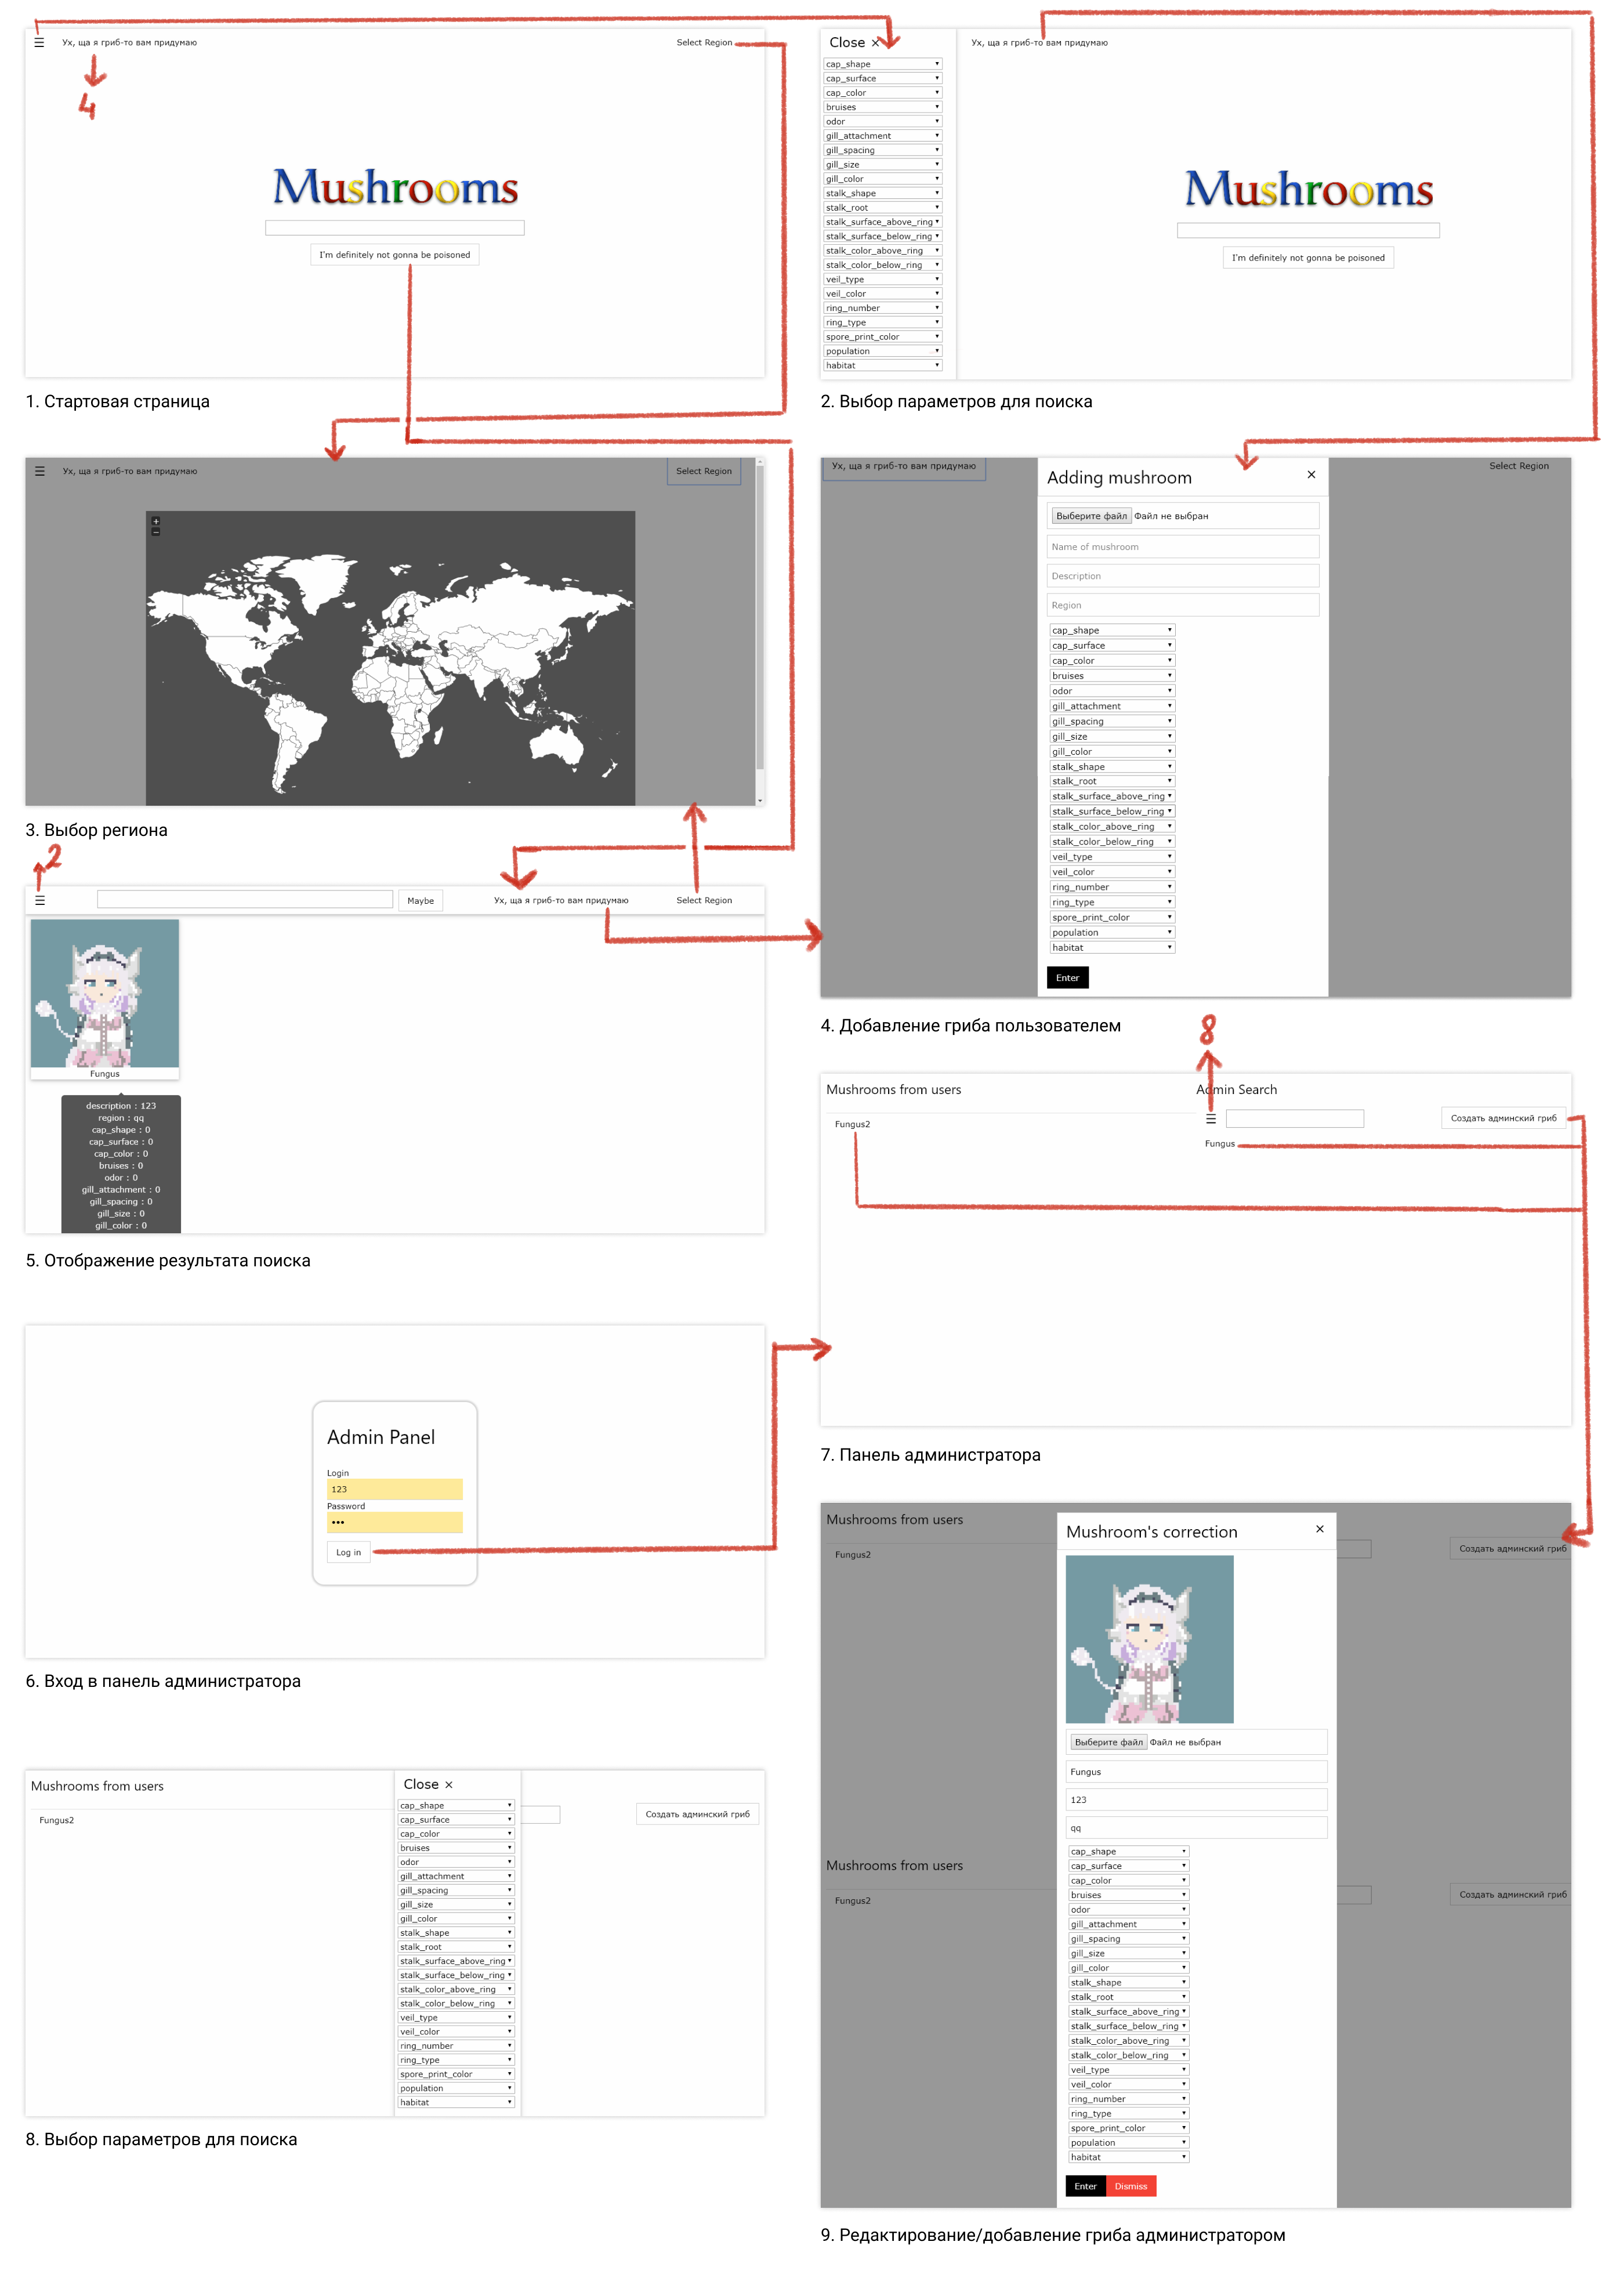 ☰ Ух, ща я гриб-то вам придумаю Select Region
4
Mushrooms
I'm definitely not gonna be poisoned
1. Стартовая страница
Close ×
Ух, ща я гриб-то вам придумаю
cap_shape
cap_surface
cap_color
bruises
odor
gill_attachment
gill_spacing
gill_size
gill_color
stalk_shape
stalk_root
stalk_surface_above_ring
stalk_surface_below_ring
stalk_color_above_ring
stalk_color_below_ring
veil_type
veil_color
ring_number
ring_type
spore_print_color
population
habitat
Mushrooms
I'm definitely not gonna be poisoned
2. Выбор параметров для поиска
☰ Ух, ща я гриб-то вам придумаю Select Region
+
−
3. Выбор региона
Ух, ща я гриб-то вам придумаю
Select Region
Adding mushroom ×
Выберите файл Файл не выбран
Name of mushroom
Description
Region
cap_shape
cap_surface
cap_color
bruises
odor
gill_attachment
gill_spacing
gill_size
gill_color
stalk_shape
stalk_root
stalk_surface_above_ring
stalk_surface_below_ring
stalk_color_above_ring
stalk_color_below_ring
veil_type
veil_color
ring_number
ring_type
spore_print_color
population
habitat
Enter
4. Добавление гриба пользователем
2
☰ Maybe Ух, ща я гриб-то вам придумаю Select Region
Fungus
description : 123
region : qq
cap_shape : 0
cap_surface : 0
cap_color : 0
bruises : 0
odor : 0
gill_attachment : 0
gill_spacing : 0
gill_size : 0
gill_color : 0
5. Отображение результата поиска
8
Mushrooms from users
Fungus2
Admin Search
☰ Создать админский гриб
Fungus
7. Панель администратора
Admin Panel
Login
123
Password
•••
Log in
6. Вход в панель администратора
Mushrooms from users
Fungus2
Close ×
cap_shape
cap_surface
cap_color
bruises
odor
gill_attachment
gill_spacing
gill_size
gill_color
stalk_shape
stalk_root
stalk_surface_above_ring
stalk_surface_below_ring
stalk_color_above_ring
stalk_color_below_ring
veil_type
veil_color
ring_number
ring_type
spore_print_color
population
habitat
Создать админский гриб
8. Выбор параметров для поиска
Mushrooms from users
Fungus2
Создать админский гриб
Mushrooms from users
Fungus2
Создать админский гриб
Mushroom's correction ×
Выберите файл Файл не выбран
Fungus
123
qq
cap_shape
cap_surface
cap_color
bruises
odor
gill_attachment
gill_spacing
gill_size
gill_color
stalk_shape
stalk_root
stalk_surface_above_ring
stalk_surface_below_ring
stalk_color_above_ring
stalk_color_below_ring
veil_type
veil_color
ring_number
ring_type
spore_print_color
population
habitat
Enter Dismiss
9. Редактирование/добавление гриба администратором